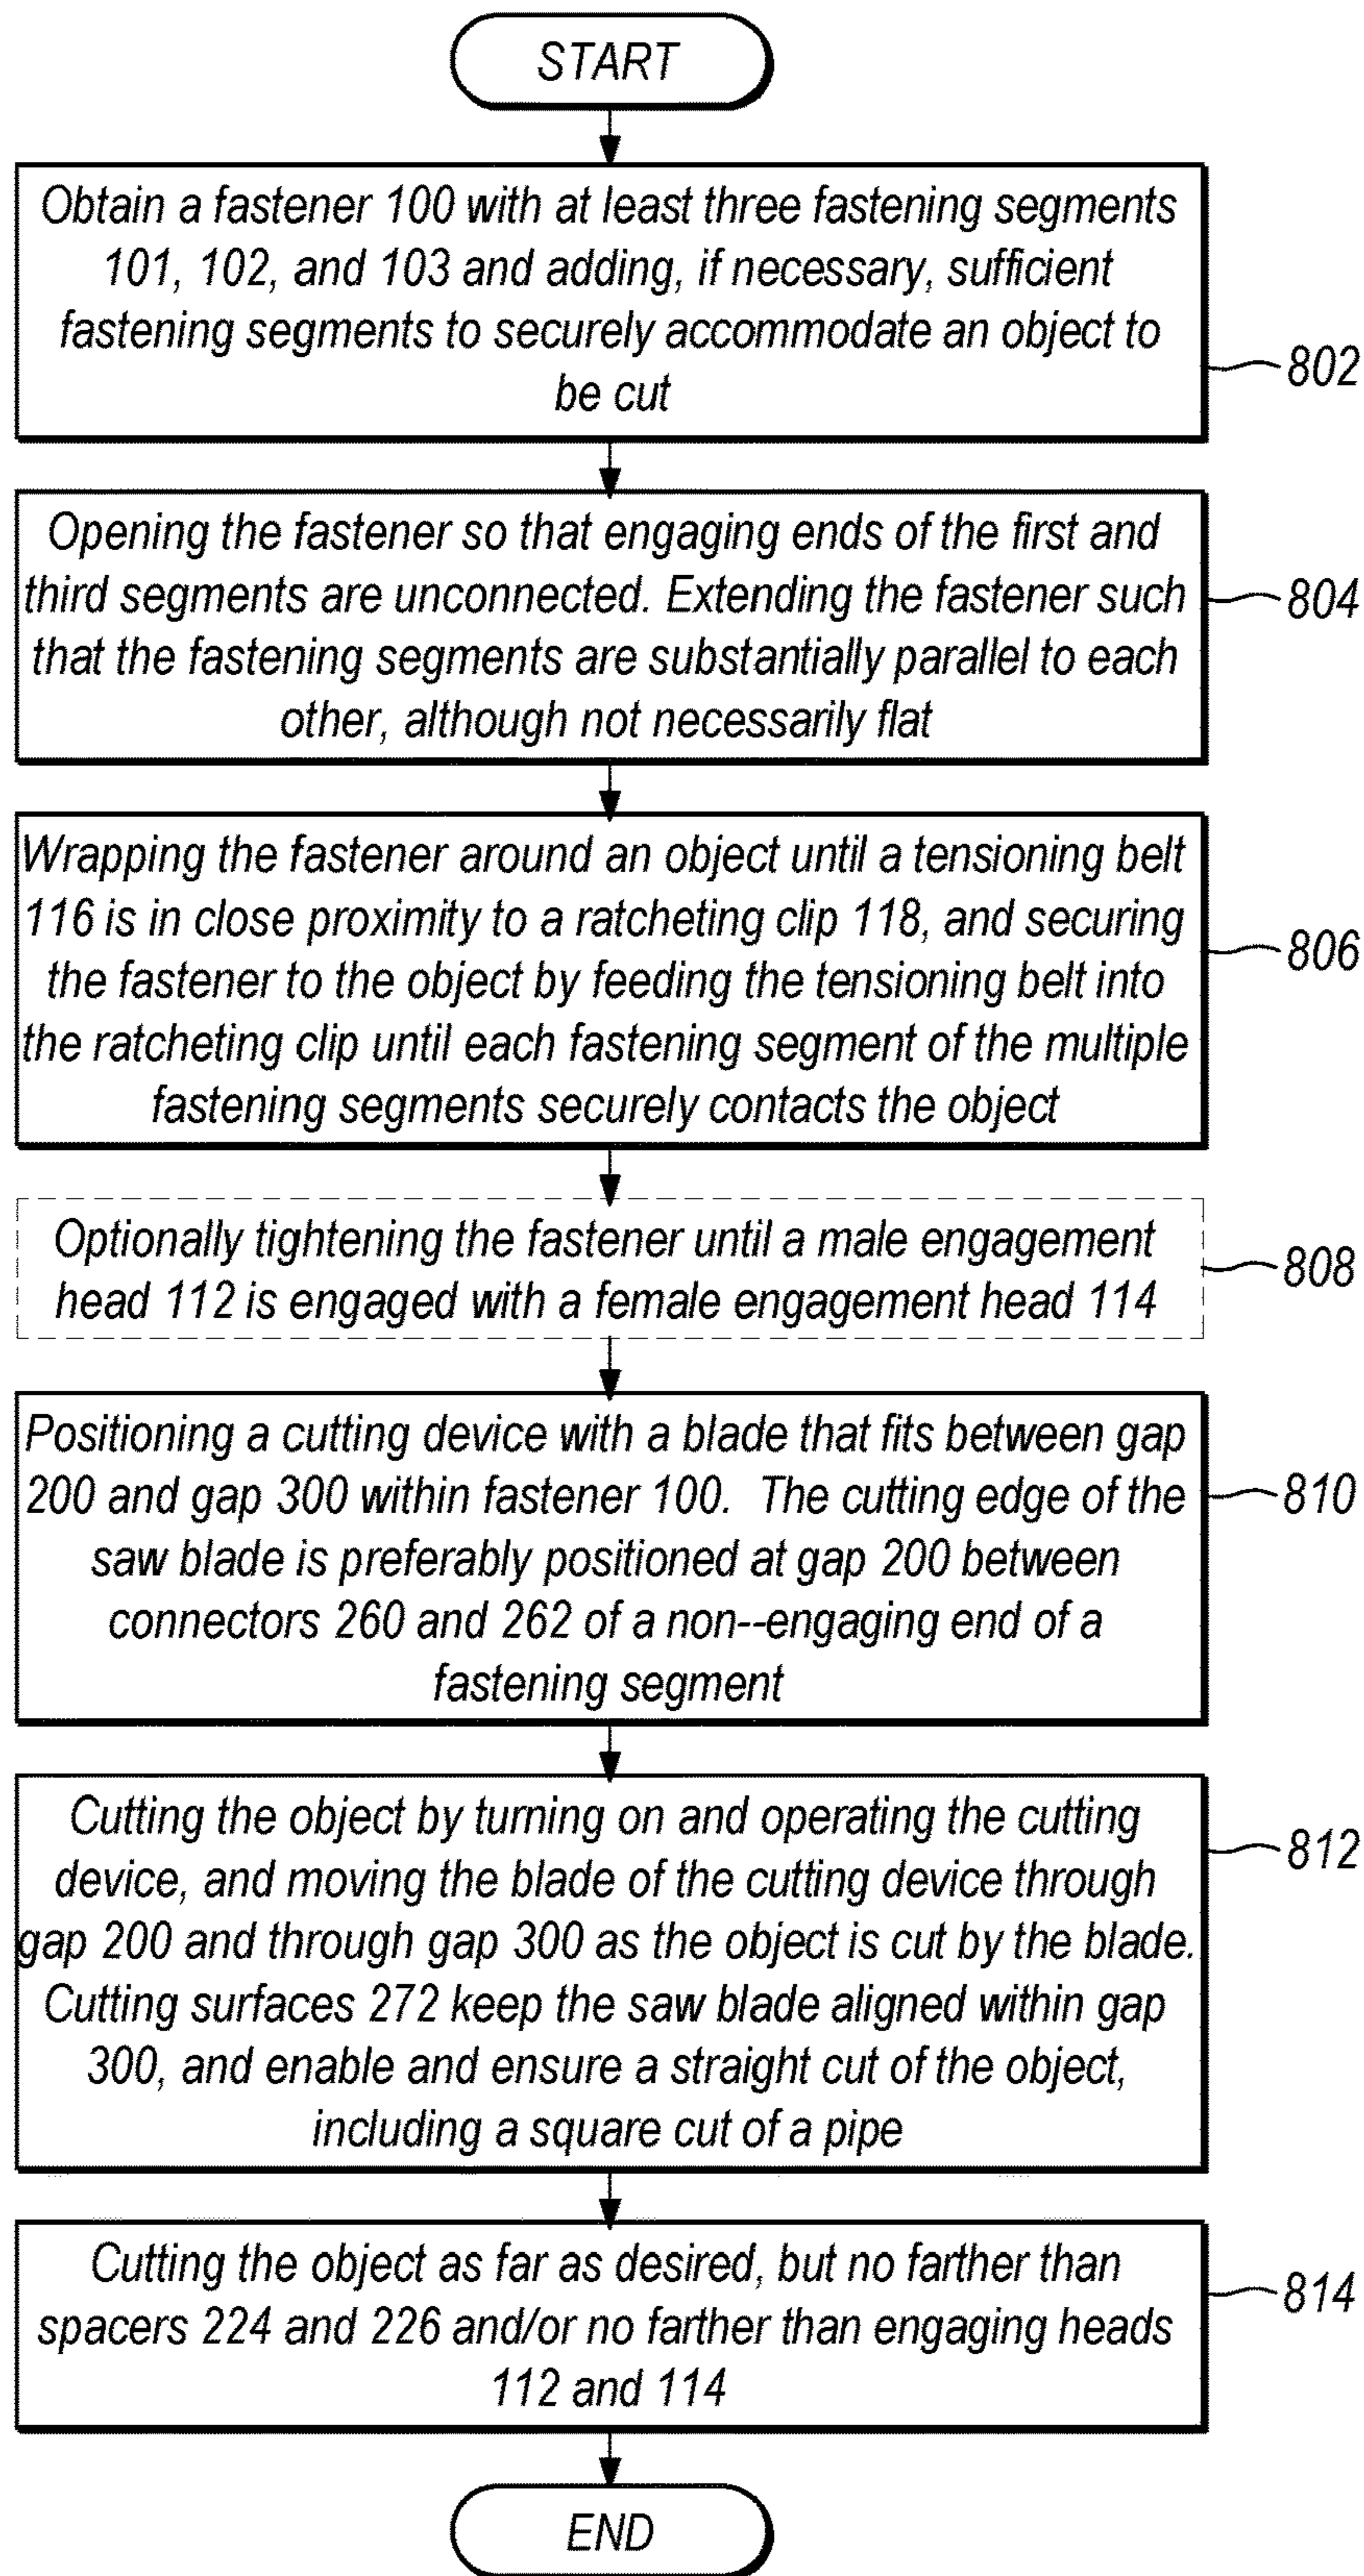 START
Obtain a fastener 100 with at least three fastening segments
101, 102, and 103 and adding, if necessary, sufficient
fastening segments to securely accommodate an object to
be cut
802
Opening the fastener so that engaging ends of the first and
third segments are unconnected. Extending the fastener such
that the fastening segments are substantially parallel to each
other, although not necessarily flat
804
Wrapping the fastener around an object until a tensioning belt
116 is in close proximity to a ratcheting clip 118, and securing
the fastener to the object by feeding the tensioning belt into
the ratcheting clip until each fastening segment of the multiple
fastening segments securely contacts the object
806
Optionally tightening the fastener until a male engagement
head 112 is engaged with a female engagement head 114
808
Positioning a cutting device with a blade that fits between gap
200 and gap 300 within fastener 100. The cutting edge of the
saw blade is preferably positioned at gap 200 between
connectors 260 and 262 of a non--engaging end of a
fastening segment
810
Cutting the object by turning on and operating the cutting
device, and moving the blade of the cutting device through
gap 200 and through gap 300 as the object is cut by the blade.
Cutting surfaces 272 keep the saw blade aligned within gap
300, and enable and ensure a straight cut of the object,
including a square cut of a pipe
812
Cutting the object as far as desired, but no farther than
spacers 224 and 226 and/or no farther than engaging heads
112 and 114
814
END